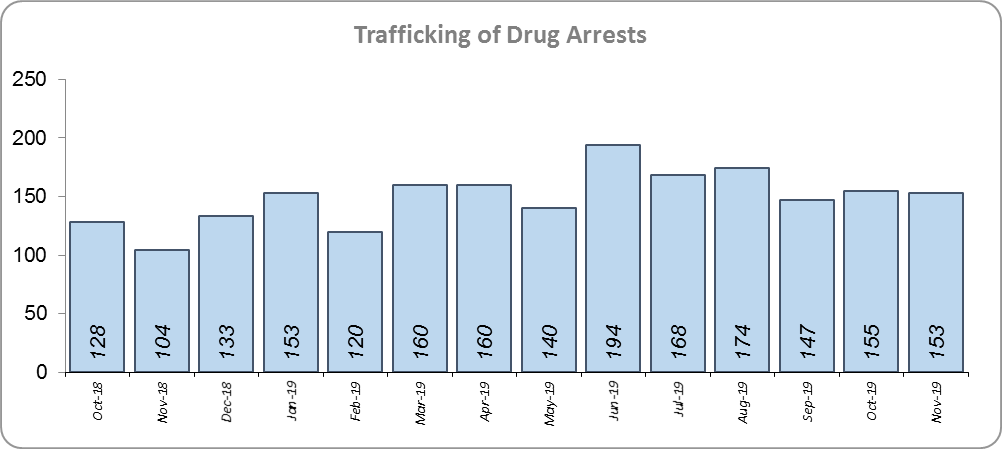 Trafficking of Drug Arrests
250
200
150
100
50
0
128
104
133
153
120
160
160
140
194
168
174
147
155
153
Oct-18
Nov-18
Dec-18
Jan-19
Feb-19
Mar-19
Apr-19
May-19
Jun-19
Jul-19
Aug-19
Sep-19
Oct-19
Nov-19